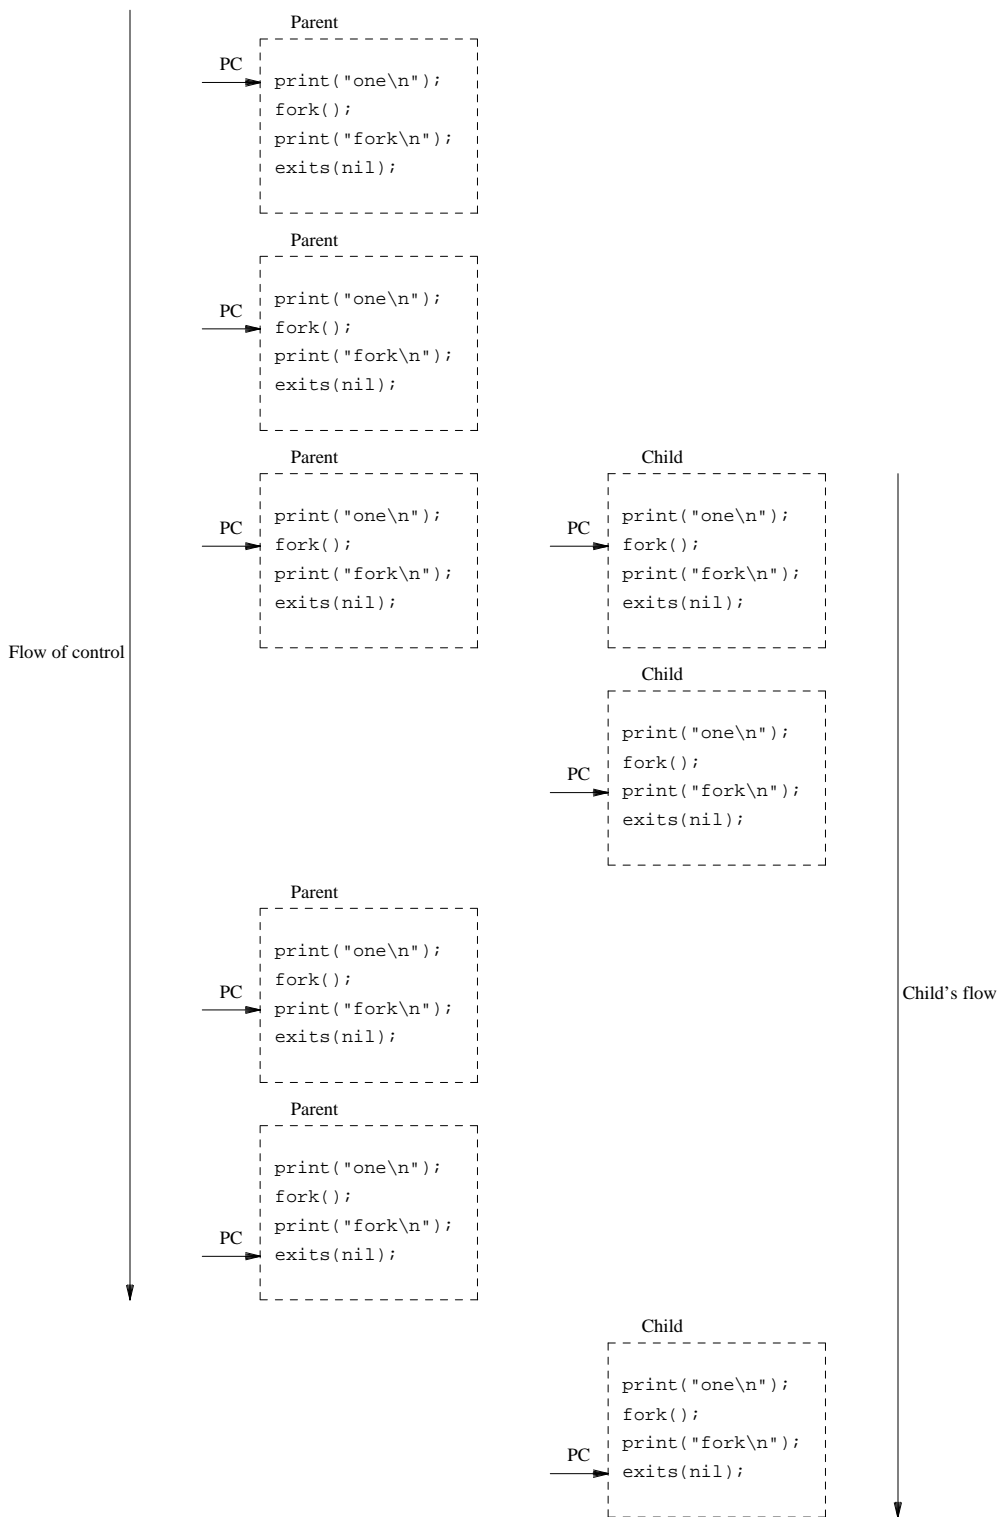 Parent
PC
print("one\n");
fork();
print("fork\n");
exits(nil);
Parent
print("one\n");
PC
fork();
print("fork\n");
exits(nil);
Parent
Child
print("one\n");
print("one\n");
PC
fork();
PC
fork();
print("fork\n");
print("fork\n");
exits(nil);
exits(nil);
Flow of control
Child
print("one\n");
fork();
PC
print("fork\n");
exits(nil);
Parent
print("one\n");
fork();
PC
print("fork\n");
exits(nil);
Child's flow
Parent
print("one\n");
fork();
print("fork\n");
PC
exits(nil);
Child
print("one\n");
fork();
print("fork\n");
PC
exits(nil);